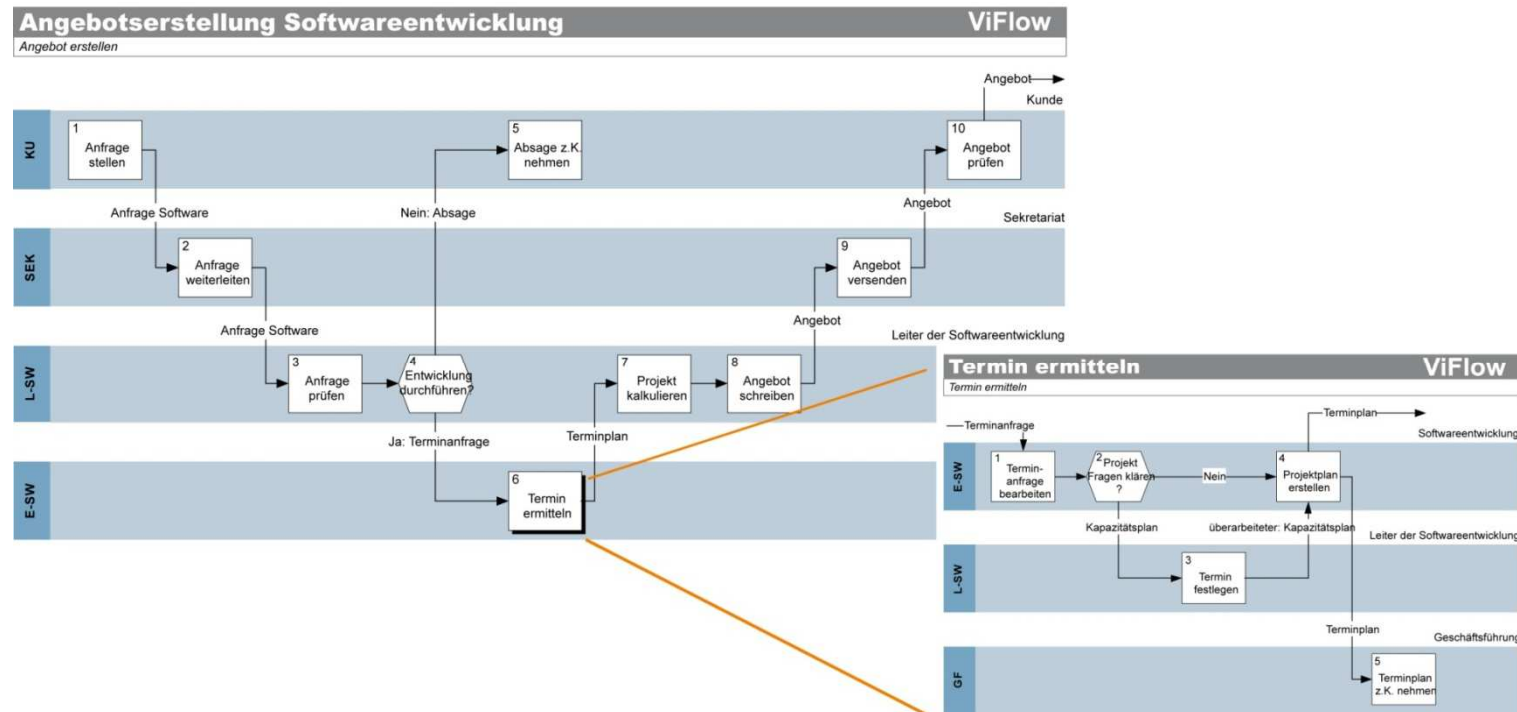 Angebotserstellung Softwareentwicklung
ViFlow
Angebot erstellen
Angebot
Kunde
KU
1
Anfrage
stellen
5
Absage z.K.
nehmen
10
Angebot
prüfen
Anfrage Software
Nein: Absage
Angebot
Sekretariat
SEK
2
Anfrage
weiterleiten
9
Angebot
versenden
Anfrage Software
Angebot
Leiter der Softwareentwicklung
L-SW
3
Anfrage
prüfen
4
Entwicklung
durchführen?
7
Projekt
kalkulieren
8
Angebot
schreiben
Ja: Terminanfrage
Terminplan
E-SW
6
Termin
ermitteln
Termin ermitteln
ViFlow
Termin ermitteln
Terminanfrage
Terminplan
Softwareentwicklung
E-SW
1
Termin-
anfrage
bearbeiten
2
Projekt
Fragen klären
?
Nein
4
Projektplan
erstellen
Kapazitätsplan
überarbeiteter: Kapazitätsplan
Leiter der Softwareentwicklung
L-SW
3
Termin
festlegen
Terminplan
Geschäftsführung
GF
5
Terminplan
z.K. nehmen